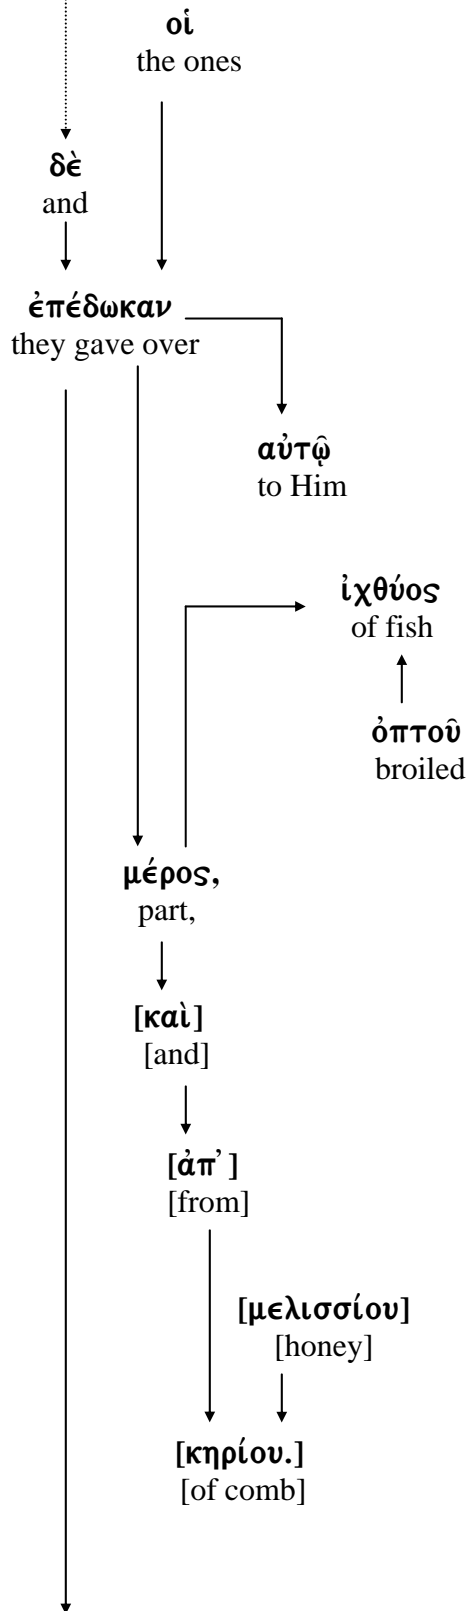 οἱ
the ones
δὲ
and
ἐπέδωκαν
they gave over
αὐτῷ
to Him
ἰχθύος
of fish
ὀπτοῦ
broiled
μέρος,
part,
[καὶ]
[and]
[ἀπ’ ]
[from]
[μελισσίου]
[honey]
[κηρίου.]
[of comb]